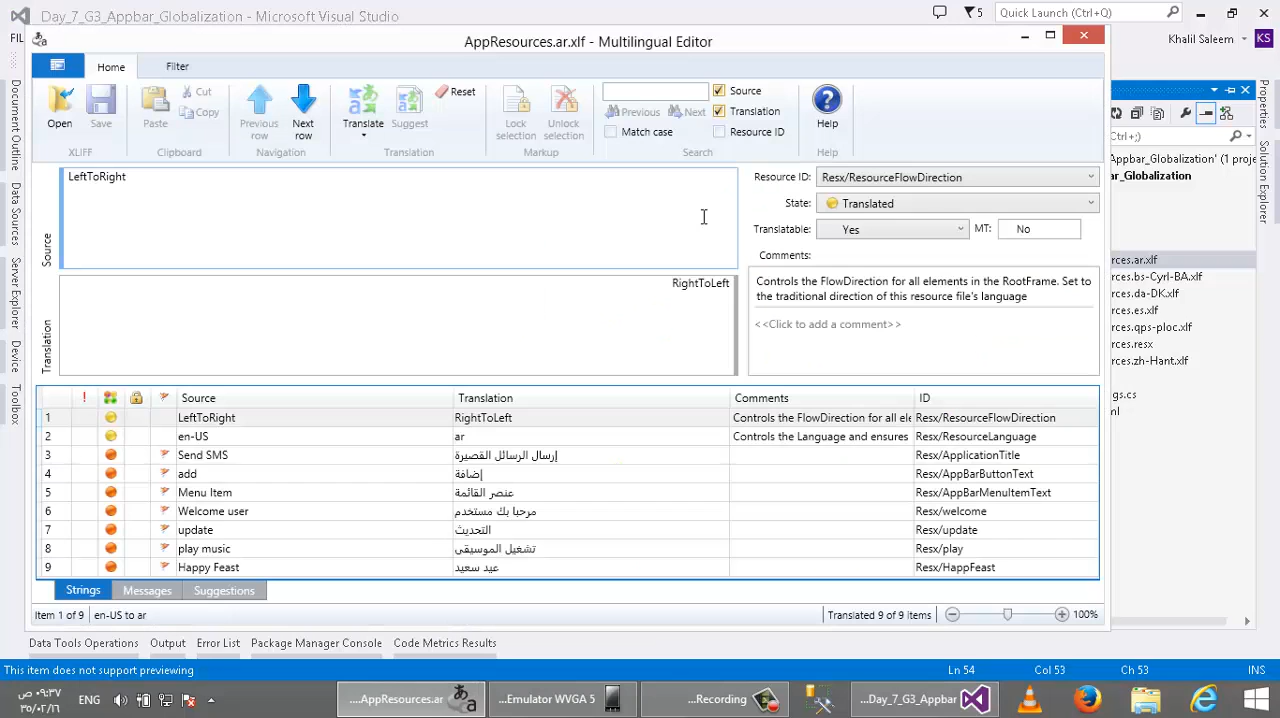 Day_7_G3_Appbar_Globalization - Microsoft Visual Studio
5
Quick Launch (Ctrl+Q)
FIL
AppResources.ar.xlf - Multilingual Editor
Khalil Saleem
KS
Home
Filter
Open
Save
XLIFF
Paste
Cut
Copy
Clipboard
Previous row
Next row
Navigation
Translate
Suggest
Reset
Translation
Lock selection
Unlock selection
Markup
Previous
Next
Match case
Source
Translation
Resource ID
Search
Help
Help
Ctrl+;)
Appbar_Globalization' (1 proje
ar_Globalization
rces.ar.xlf
rces.bs-Cyrl-BA.xlf
rces.da-DK.xlf
rces.es.xlf
rces.qps-ploc.xlf
rces.resx
rces.zh-Hant.xlf
gs.cs
ml
Document Outline
Data Sources
Server Explorer
Device
Toolbox
Properties
Solution Explorer
Source
LeftToRight
Translation
RightToLeft
Resource ID: Resx/ResourceFlowDirection
State: Translated
Translatable: Yes MT: No
Comments:
Controls the FlowDirection for all elements in the RootFrame. Set to
the traditional direction of this resource file's language
<<Click to add a comment>>
! Source Translation Comments ID
1 LeftToRight RightToLeft Controls the FlowDirection for all ele Resx/ResourceFlowDirection
2 en-US ar Controls the Language and ensures Resx/ResourceLanguage
3 Send SMS إرسال الرسائل القصيرة Resx/ApplicationTitle
4 add إضافة Resx/AppBarButtonText
5 Menu Item عنصر القائمة Resx/AppBarMenuItemText
6 Welcome user مرحبا بك مستخدم Resx/welcome
7 update التحديث Resx/update
8 play music تشغيل الموسيقى Resx/play
9 Happy Feast عيد سعيد Resx/HappFeast
Strings Messages Suggestions
Item 1 of 9 en-US to ar
Translated 9 of 9 items
100%
Data Tools Operations Output Error List Package Manager Console Code Metrics Results
This item does not support previewing
Ln 54 Col 53 Ch 53 INS
٠٩:٣٧ ص
٣٥/٠٢/١٦
ENG
...AppResources.ar
...Emulator WVGA 5
...Recording
...Day_7_G3_Appbar